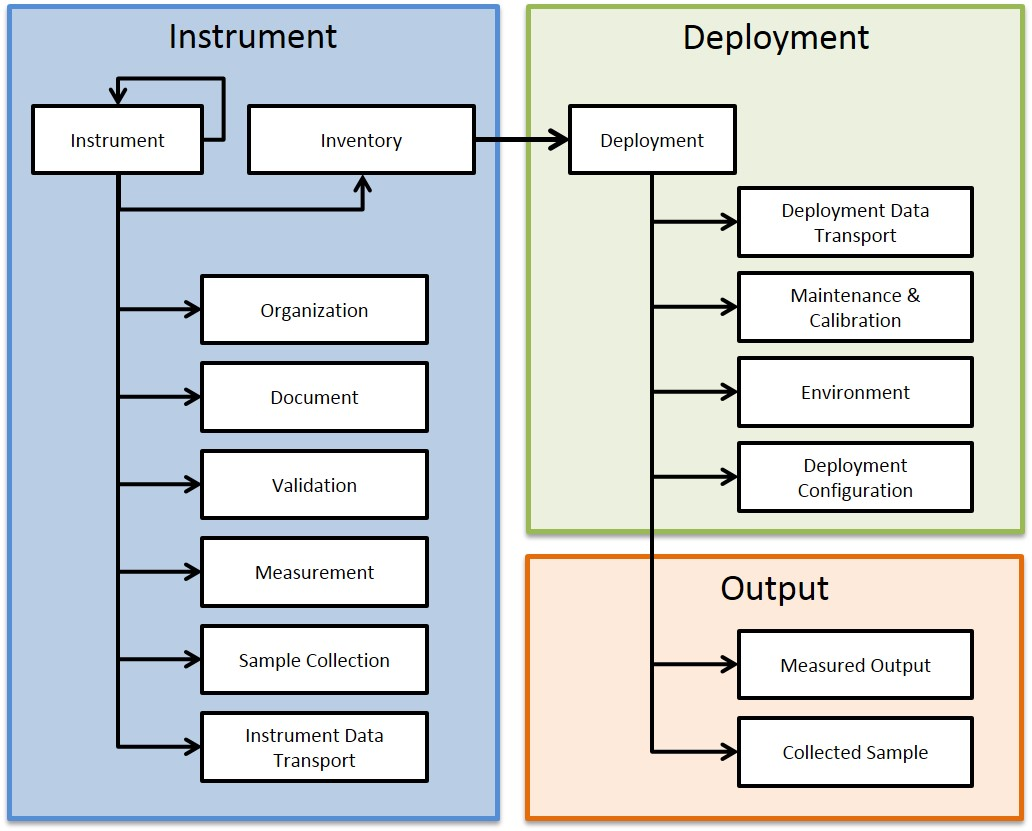 Instrument
Instrument
Inventory
Organization
Document
Validation
Measurement
Sample Collection
Instrument Data
Transport
Deployment
Deployment
Deployment Data
Transport
Maintenance &
Calibration
Environment
Deployment
Configuration
Output
Measured Output
Collected Sample